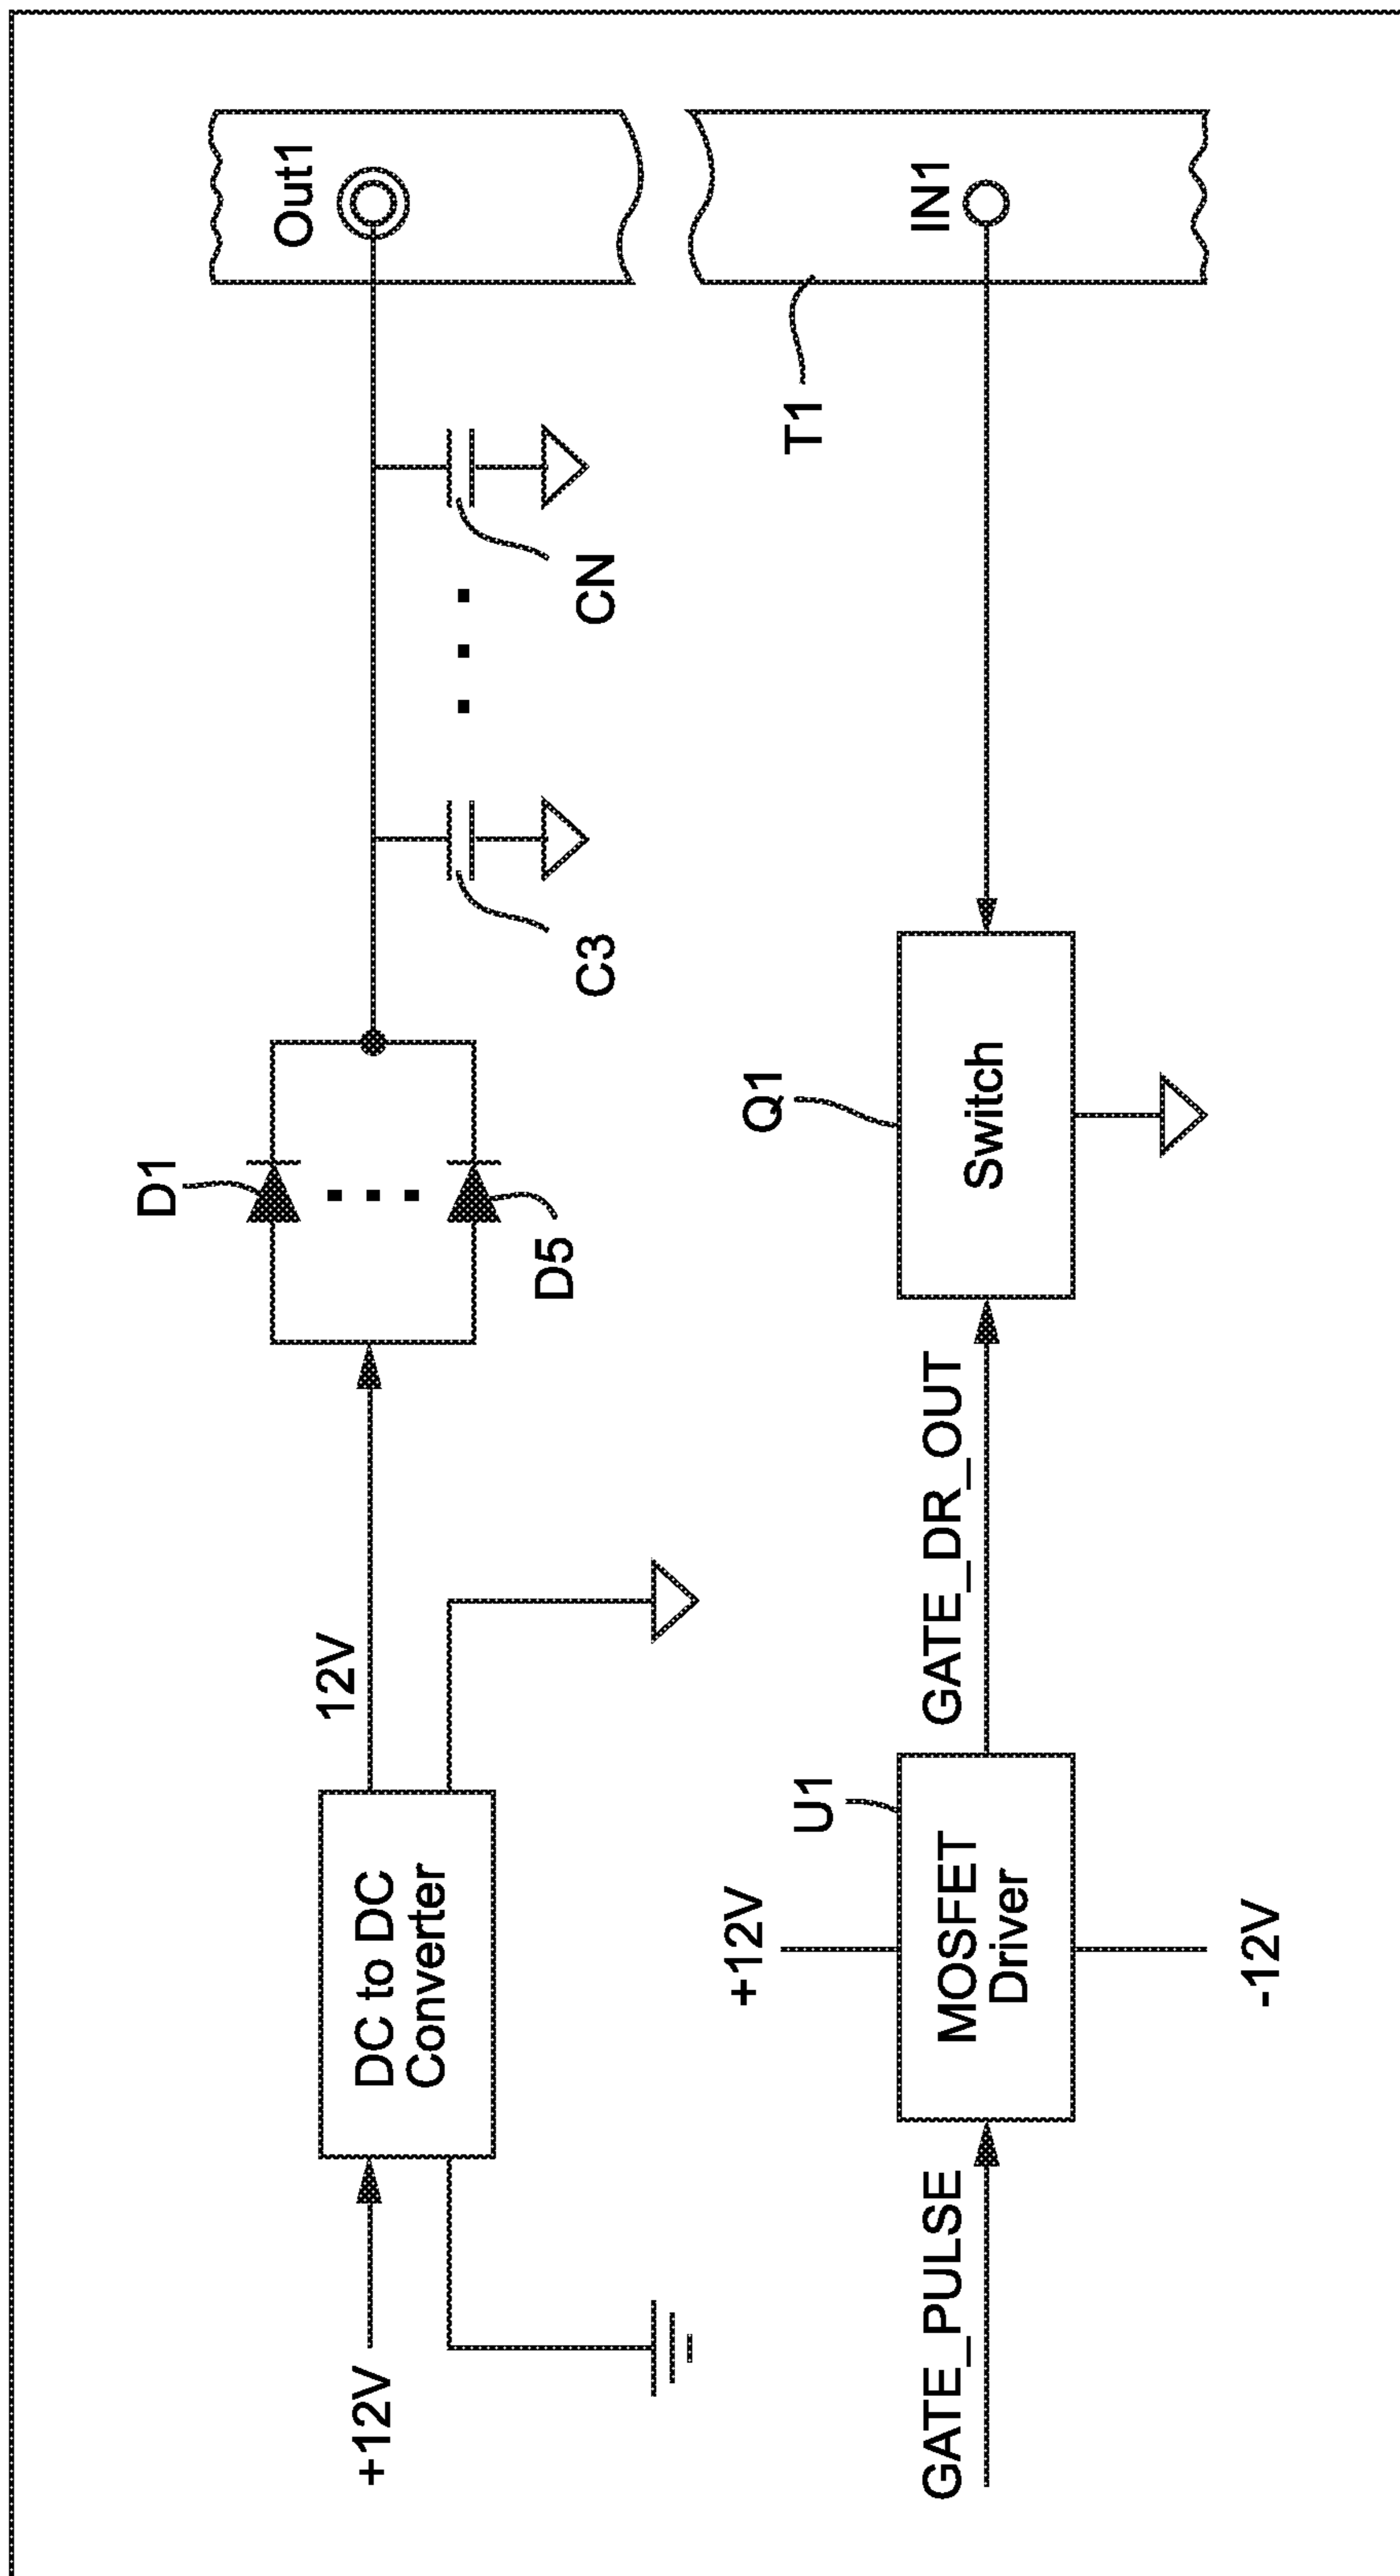 +12V
DC to DC
Converter
12V
D1
D5
C3
CN
Out1
GATE_PULSE
+12V
U1
MOSFET
Driver
-12V
GATE_DR_OUT
Q1
Switch
T1
IN1